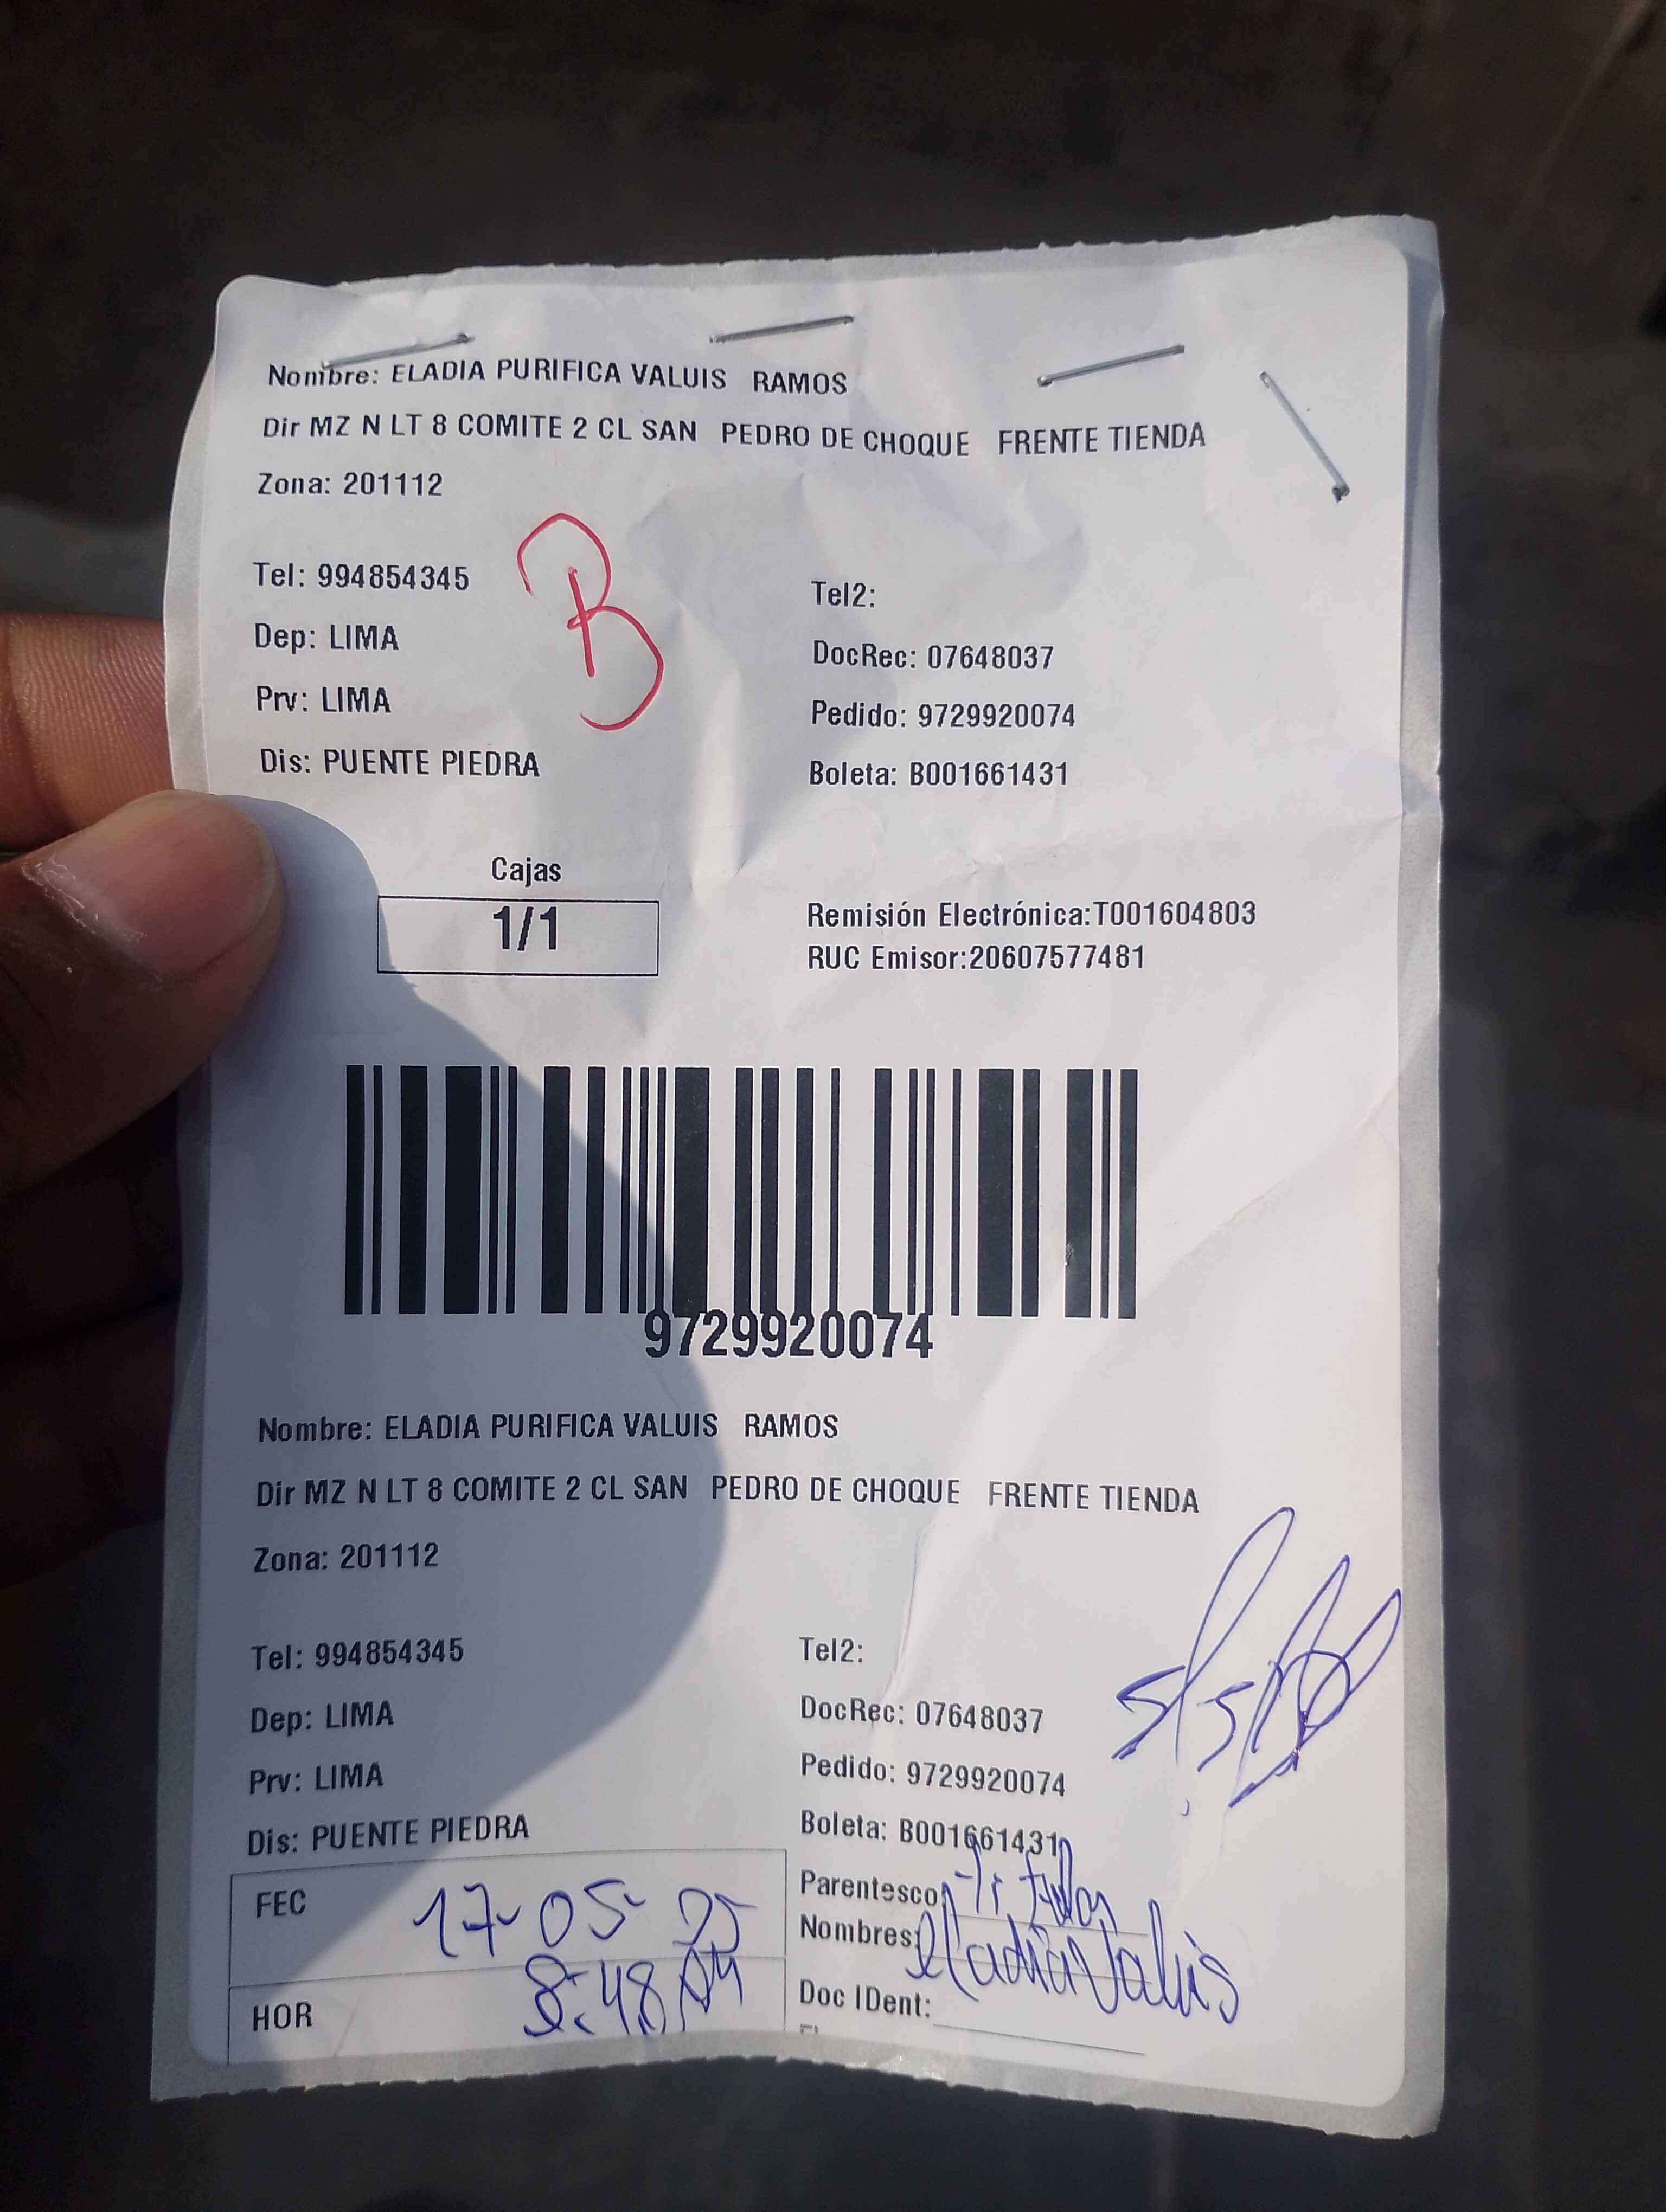 Nombre: ELADIA PURIFICA VALUIS RAMOS
Dir MZ N LT 8 COMITE 2 CL SAN PEDRO DE CHOQUE FRENTE TIENDA
Zona: 201112
B
Tel: 994854345 Tel2:
Dep: LIMA DocRec: 07648037
Prv: LIMA Pedido: 9729920074
Dis: PUENTE PIEDRA Boleta: B001661431
Cajas
1/1
Remisión Electrónica:T001604803
RUC Emisor:20607577481
9729920074
Nombre: ELADIA PURIFICA VALUIS RAMOS
Dir MZ N LT 8 COMITE 2 CL SAN PEDRO DE CHOQUE FRENTE TIENDA
Zona: 201112
Tel: 994854345 Tel2:
Dep: LIMA DocRec: 07648037
Prv: LIMA Pedido: 9729920074
Dis: PUENTE PIEDRA Boleta: B001661431
FEC 17-05-25 Parentesco Titular
Nombres: eladia Valuis
HOR 8:48 AM Doc IDent: